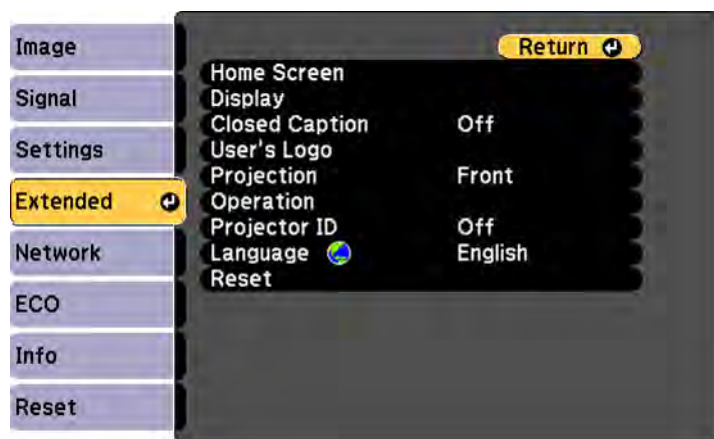 Image
Signal
Settings
Extended
Network
ECO
Info
Reset
Return
Home Screen
Display
Closed Caption Off
User's Logo
Projection Front
Operation
Projector ID Off
Language English
Reset